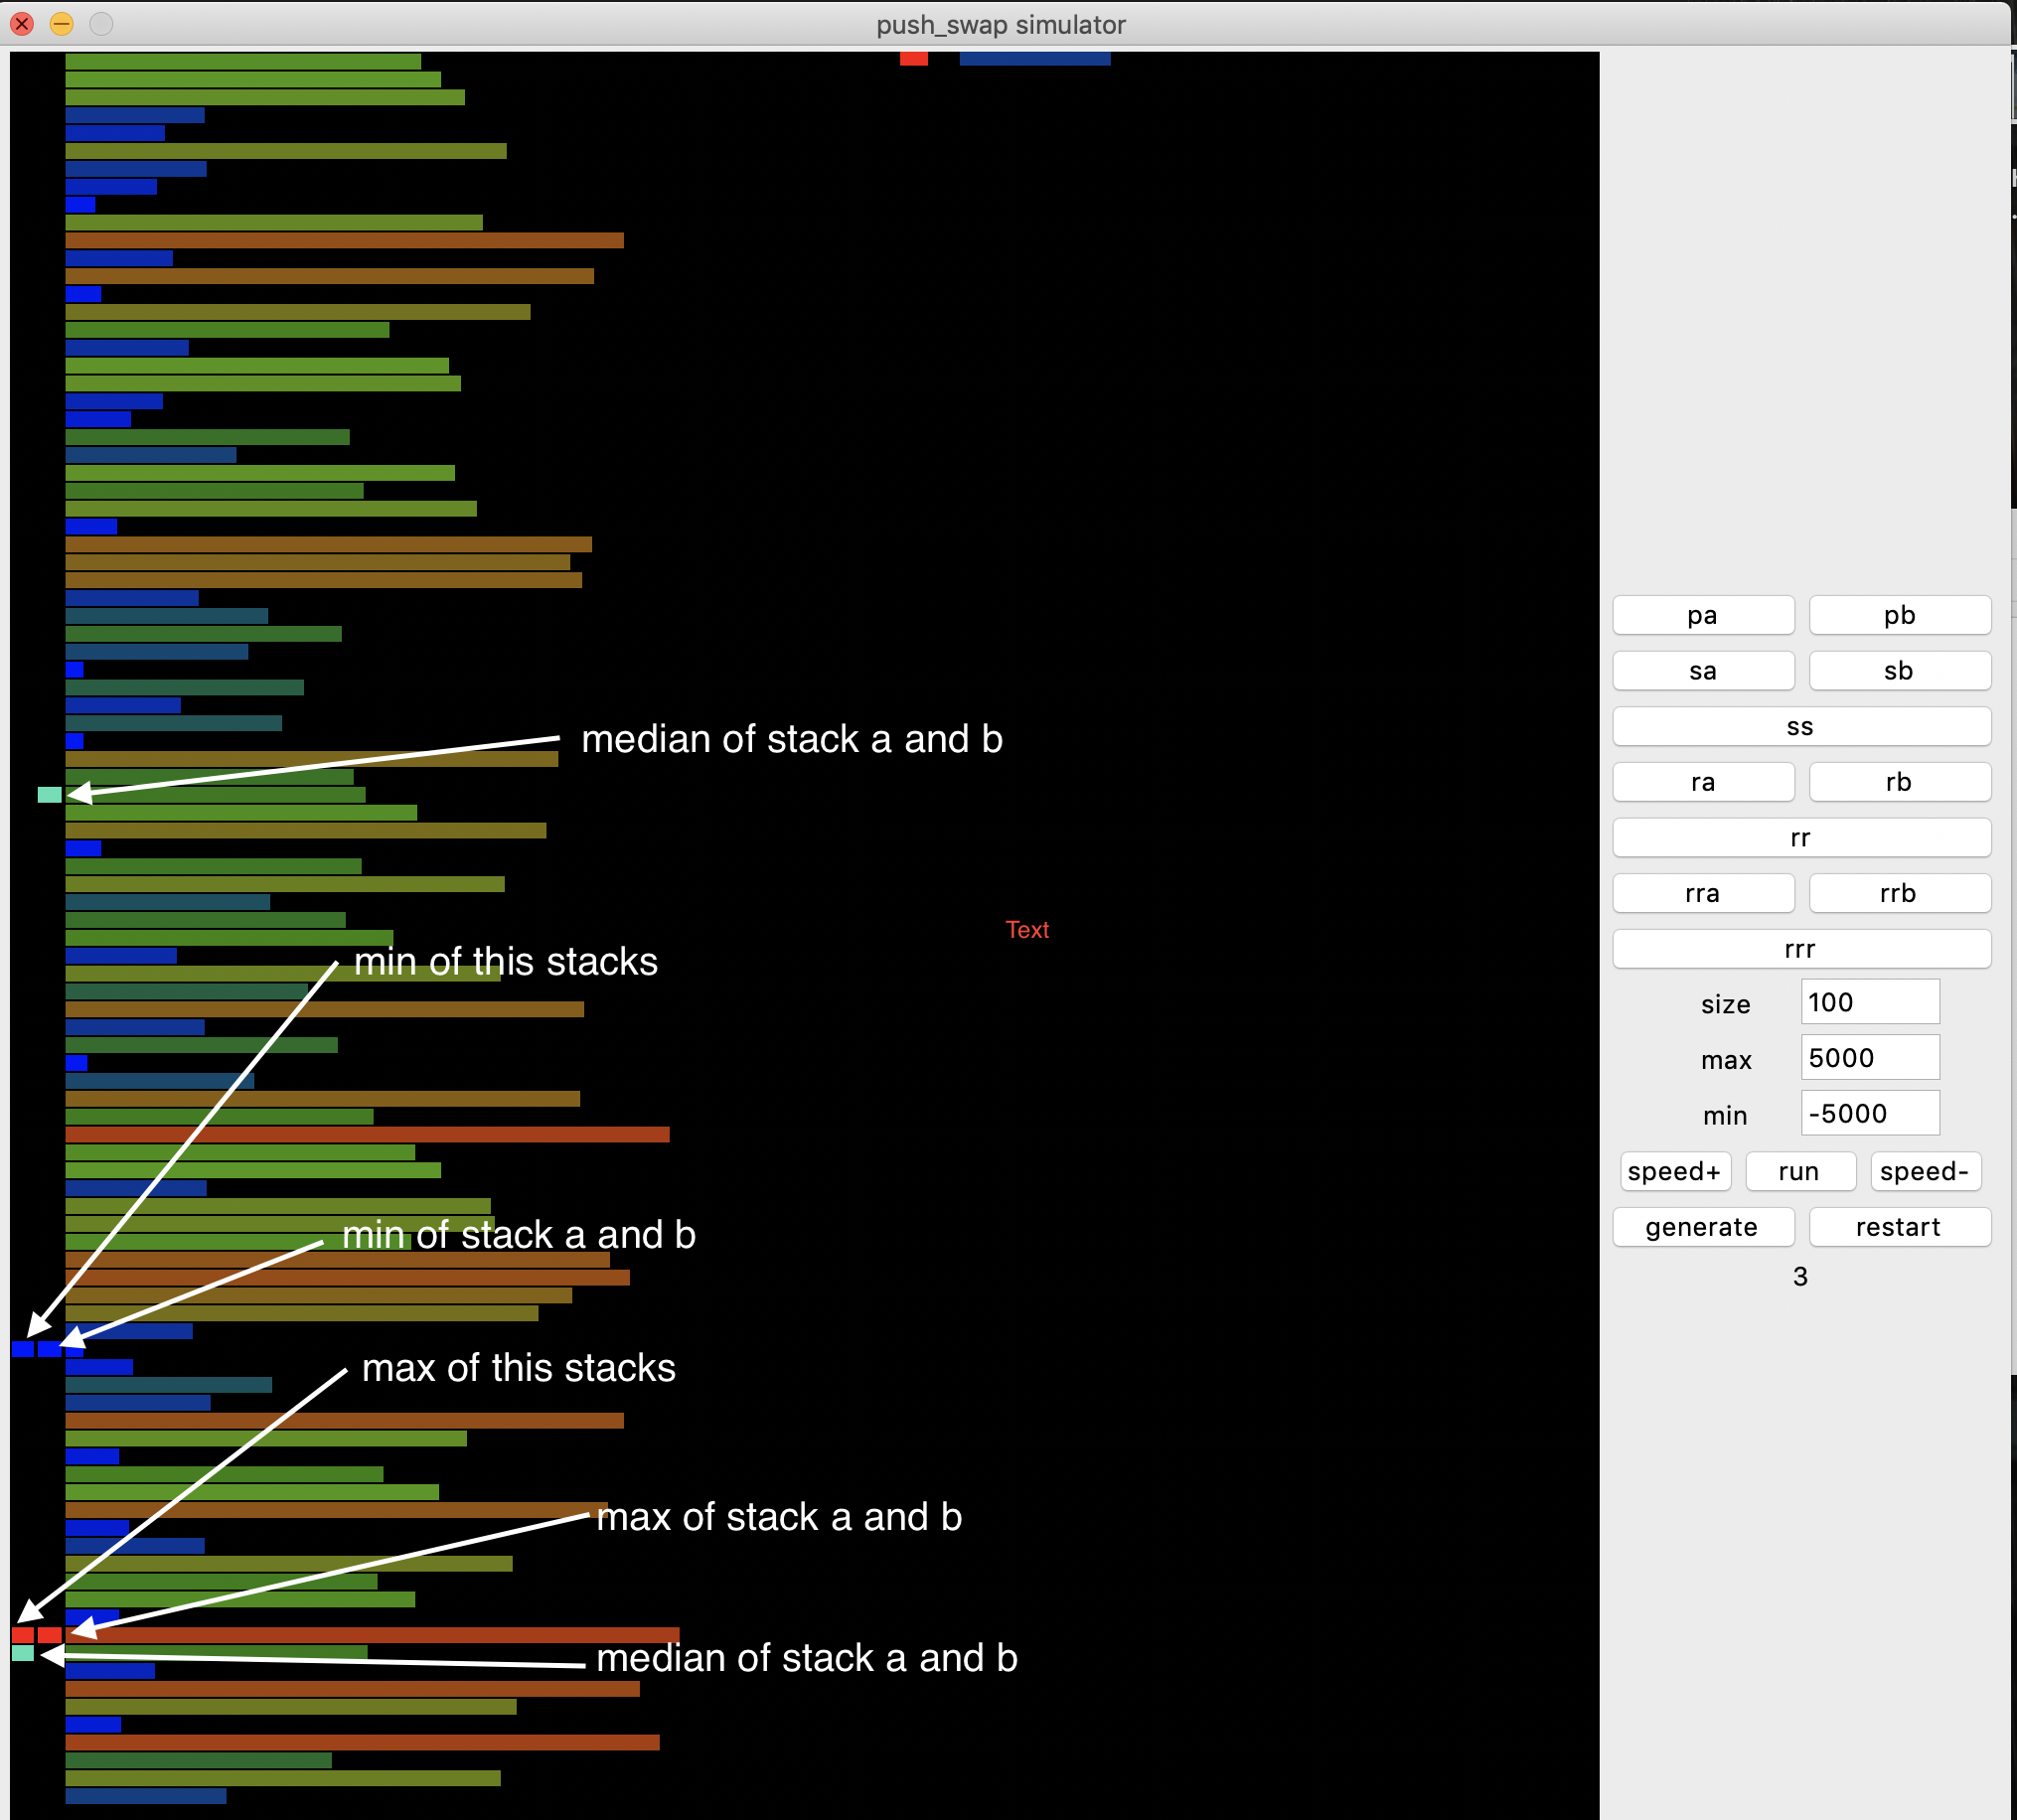 push_swap simulator
median of stack a and b
Text
min of this stacks
min of stack a and b
max of this stacks
max of stack a and b
median of stack a and b
pa pb
sa sb
ss
ra rb
rr
rra rrb
rrr
size 100
max 5000
min -5000
speed+ run speed-
generate restart
3